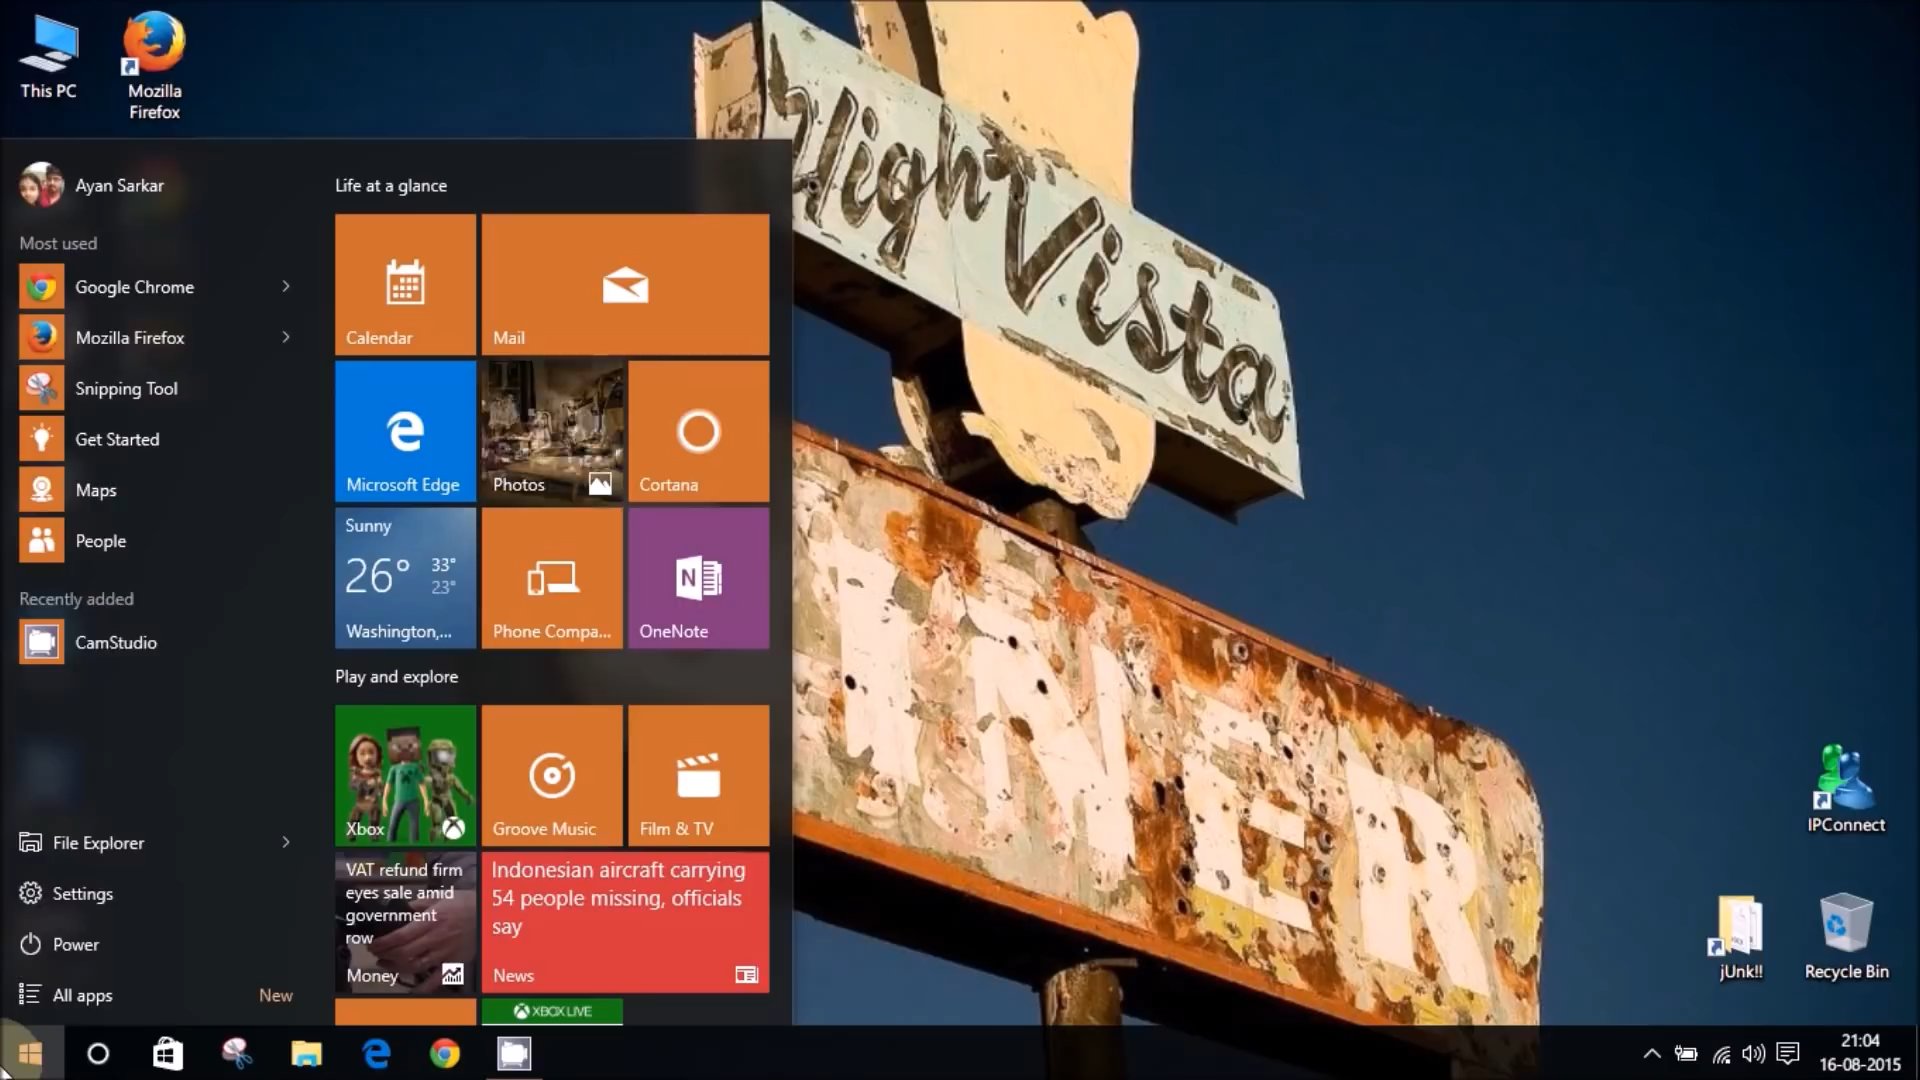 This PC
Mozilla
Firefox
Ayan Sarkar
Most used
Google Chrome
Mozilla Firefox
Snipping Tool
Get Started
Maps
People
Recently added
CamStudio
File Explorer
Settings
Power
All apps
New
Life at a glance
Calendar
Mail
Microsoft Edge
Photos
Cortana
Sunny
26°
33°
23°
Washington,...
Phone Compa...
OneNote
Play and explore
Xbox
Groove Music
Film & TV
VAT refund firm
eyes sale amid
government
row
Money
Indonesian aircraft carrying
54 people missing, officials
say
News
XBOX LIVE
High Vista
INER
IPConnect
jUnk!!
Recycle Bin
21:04
16-08-2015